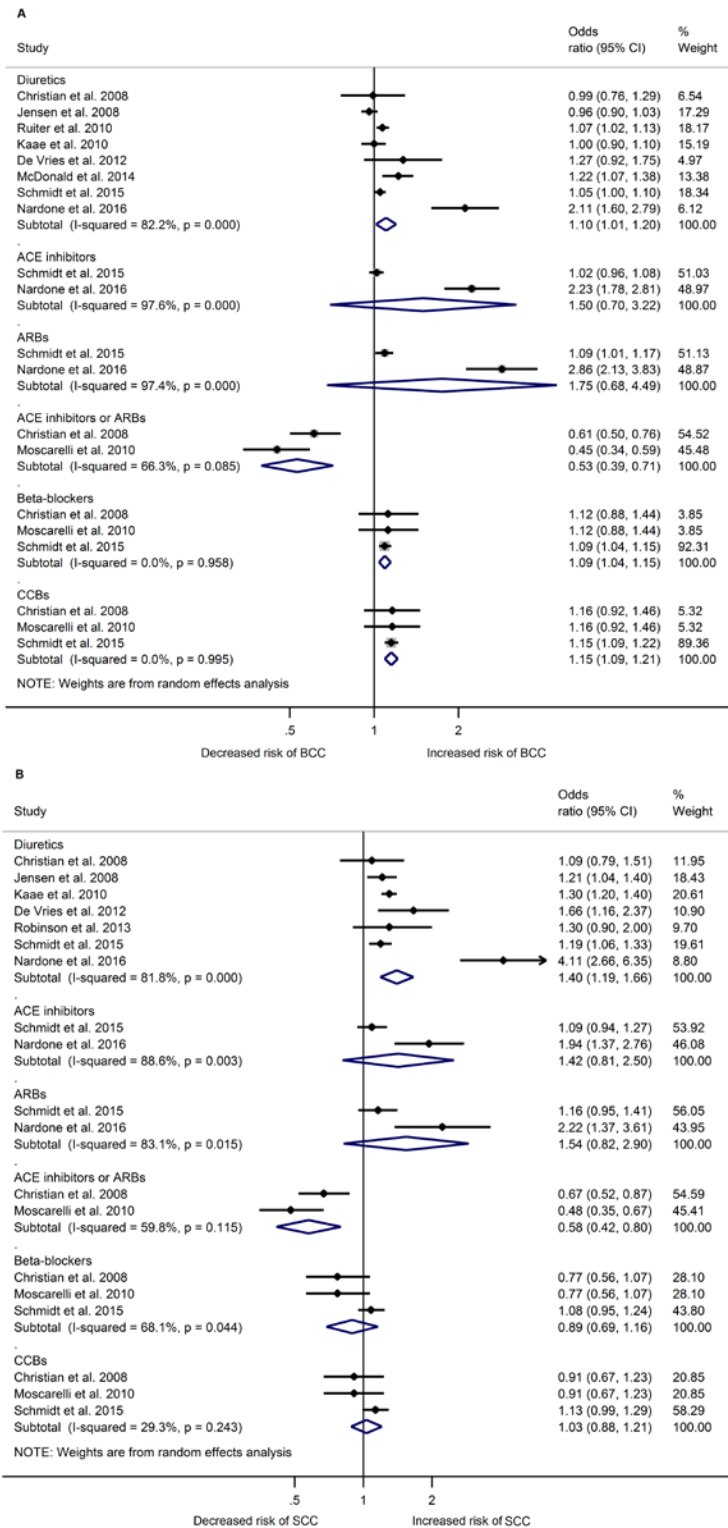 A
Odds %
Study ratio (95% CI) Weight
Diuretics
Christian et al. 2008 0.99 (0.76, 1.29) 6.54
Jensen et al. 2008 0.96 (0.90, 1.03) 17.29
Ruiter et al. 2010 1.07 (1.02, 1.13) 18.17
Kaae et al. 2010 1.00 (0.90, 1.10) 15.19
De Vries et al. 2012 1.27 (0.92, 1.75) 4.97
McDonald et al. 2014 1.22 (1.07, 1.38) 13.38
Schmidt et al. 2015 1.05 (1.00, 1.10) 18.34
Nardone et al. 2016 2.11 (1.60, 2.79) 6.12
Subtotal (I-squared = 82.2%, p = 0.000) 1.10 (1.01, 1.20) 100.00
.
ACE inhibitors
Schmidt et al. 2015 1.02 (0.96, 1.08) 51.03
Nardone et al. 2016 2.23 (1.78, 2.81) 48.97
Subtotal (I-squared = 97.6%, p = 0.000) 1.50 (0.70, 3.22) 100.00
.
ARBs
Schmidt et al. 2015 1.09 (1.01, 1.17) 51.13
Nardone et al. 2016 2.86 (2.13, 3.83) 48.87
Subtotal (I-squared = 97.4%, p = 0.000) 1.75 (0.68, 4.49) 100.00
.
ACE inhibitors or ARBs
Christian et al. 2008 0.61 (0.50, 0.76) 54.52
Moscarelli et al. 2010 0.45 (0.34, 0.59) 45.48
Subtotal (I-squared = 66.3%, p = 0.085) 0.53 (0.39, 0.71) 100.00
.
Beta-blockers
Christian et al. 2008 1.12 (0.88, 1.44) 3.85
Moscarelli et al. 2010 1.12 (0.88, 1.44) 3.85
Schmidt et al. 2015 1.09 (1.04, 1.15) 92.31
Subtotal (I-squared = 0.0%, p = 0.958) 1.09 (1.04, 1.15) 100.00
.
CCBs
Christian et al. 2008 1.16 (0.92, 1.46) 5.32
Moscarelli et al. 2010 1.16 (0.92, 1.46) 5.32
Schmidt et al. 2015 1.15 (1.09, 1.22) 89.36
Subtotal (I-squared = 0.0%, p = 0.995) 1.15 (1.09, 1.21) 100.00
NOTE: Weights are from random effects analysis
.5 1 2
Decreased risk of BCC Increased risk of BCC
B
Odds %
Study ratio (95% CI) Weight
Diuretics
Christian et al. 2008 1.09 (0.79, 1.51) 11.95
Jensen et al. 2008 1.21 (1.04, 1.40) 18.43
Kaae et al. 2010 1.30 (1.20, 1.40) 20.61
De Vries et al. 2012 1.66 (1.16, 2.37) 10.90
Robinson et al. 2013 1.30 (0.90, 2.00) 9.70
Schmidt et al. 2015 1.19 (1.06, 1.33) 19.61
Nardone et al. 2016 4.11 (2.66, 6.35) 8.80
Subtotal (I-squared = 81.8%, p = 0.000) 1.40 (1.19, 1.66) 100.00
.
ACE inhibitors
Schmidt et al. 2015 1.09 (0.94, 1.27) 53.92
Nardone et al. 2016 1.94 (1.37, 2.76) 46.08
Subtotal (I-squared = 88.6%, p = 0.003) 1.42 (0.81, 2.50) 100.00
.
ARBs
Schmidt et al. 2015 1.16 (0.95, 1.41) 56.05
Nardone et al. 2016 2.22 (1.37, 3.61) 43.95
Subtotal (I-squared = 83.1%, p = 0.015) 1.54 (0.82, 2.90) 100.00
.
ACE inhibitors or ARBs
Christian et al. 2008 0.67 (0.52, 0.87) 54.59
Moscarelli et al. 2010 0.48 (0.35, 0.67) 45.41
Subtotal (I-squared = 59.8%, p = 0.115) 0.58 (0.42, 0.80) 100.00
.
Beta-blockers
Christian et al. 2008 0.77 (0.56, 1.07) 28.10
Moscarelli et al. 2010 0.77 (0.56, 1.07) 28.10
Schmidt et al. 2015 1.08 (0.95, 1.24) 43.80
Subtotal (I-squared = 68.1%, p = 0.044) 0.89 (0.69, 1.16) 100.00
.
CCBs
Christian et al. 2008 0.91 (0.67, 1.23) 20.85
Moscarelli et al. 2010 0.91 (0.67, 1.23) 20.85
Schmidt et al. 2015 1.13 (0.99, 1.29) 58.29
Subtotal (I-squared = 29.3%, p = 0.243) 1.03 (0.88, 1.21) 100.00
NOTE: Weights are from random effects analysis
.5 1 2
Decreased risk of SCC Increased risk of SCC